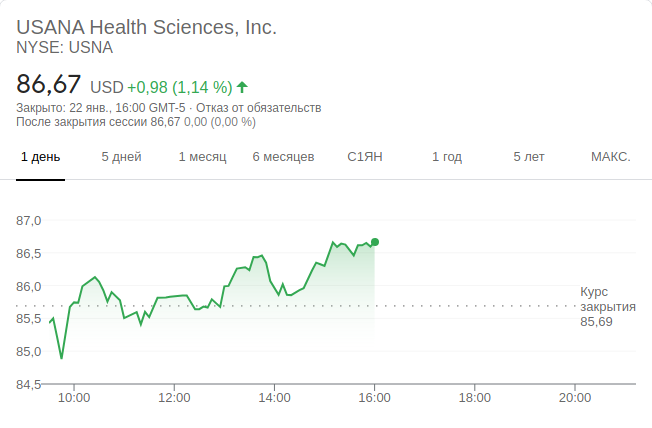 USANA Health Sciences, Inc.
NYSE: USNA
86,67 USD +0,98 (1,14 %)
Закрыто: 22 янв., 16:00 GMT-5 · Отказ от обязательств
После закрытия сессии 86,67 0,00 (0,00 %)
1 день 5 дней 1 месяц 6 месяцев С1ЯН 1 год 5 лет МАКС.
87,0
86,5
86,0
85,5
85,0
84,5
Курс
закрытия
85,69
10:00 12:00 14:00 16:00 18:00 20:00